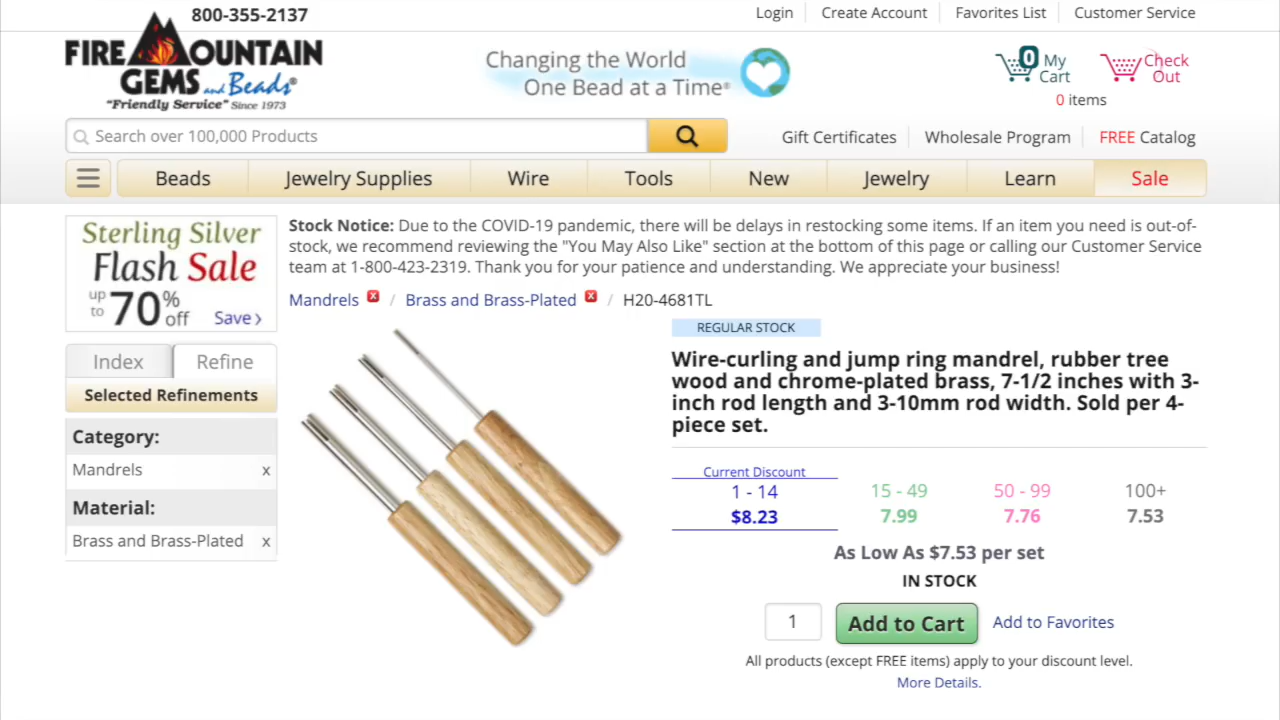 800-355-2137
Login
Create Account
Favorites List
Customer Service
FIRE MOUNTAIN
GEMS and Beads®
"Friendly Service" Since 1973
Changing the World
One Bead at a Time®
0 My
Cart
Check
Out
0 items
Search over 100,000 Products
Gift Certificates
Wholesale Program
FREE Catalog
Beads
Jewelry Supplies
Wire
Tools
New
Jewelry
Learn
Sale
Sterling Silver
Flash Sale
up to 70% off
Save ›
Stock Notice: Due to the COVID-19 pandemic, there will be delays in restocking some items. If an item you need is out-of-
stock, we recommend reviewing the "You May Also Like" section at the bottom of this page or calling our Customer Service
team at 1-800-423-2319. Thank you for your patience and understanding. We appreciate your business!
Mandrels x / Brass and Brass-Plated x / H20-4681TL
Index
Refine
Selected Refinements
Category:
Mandrels x
Material:
Brass and Brass-Plated x
REGULAR STOCK
Wire-curling and jump ring mandrel, rubber tree
wood and chrome-plated brass, 7-1/2 inches with 3-
inch rod length and 3-10mm rod width. Sold per 4-
piece set.
Current Discount
1 - 14 15 - 49 50 - 99 100+
$8.23 7.99 7.76 7.53
As Low As $7.53 per set
IN STOCK
1
Add to Cart
Add to Favorites
All products (except FREE items) apply to your discount level.
More Details.